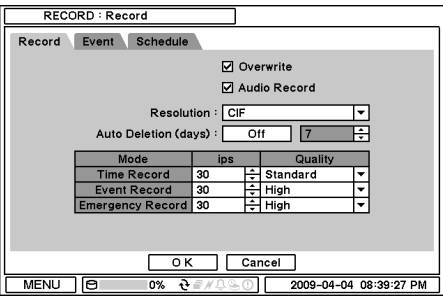 RECORD : Record
Record Event Schedule
Overwrite
Audio Record
Resolution : CIF
Auto Deletion (days) : Off 7
Mode ips Quality
Time Record 30 Standard
Event Record 30 High
Emergency Record 30 High
O K Cancel
MENU 0% 2009-04-04 08:39:27 PM